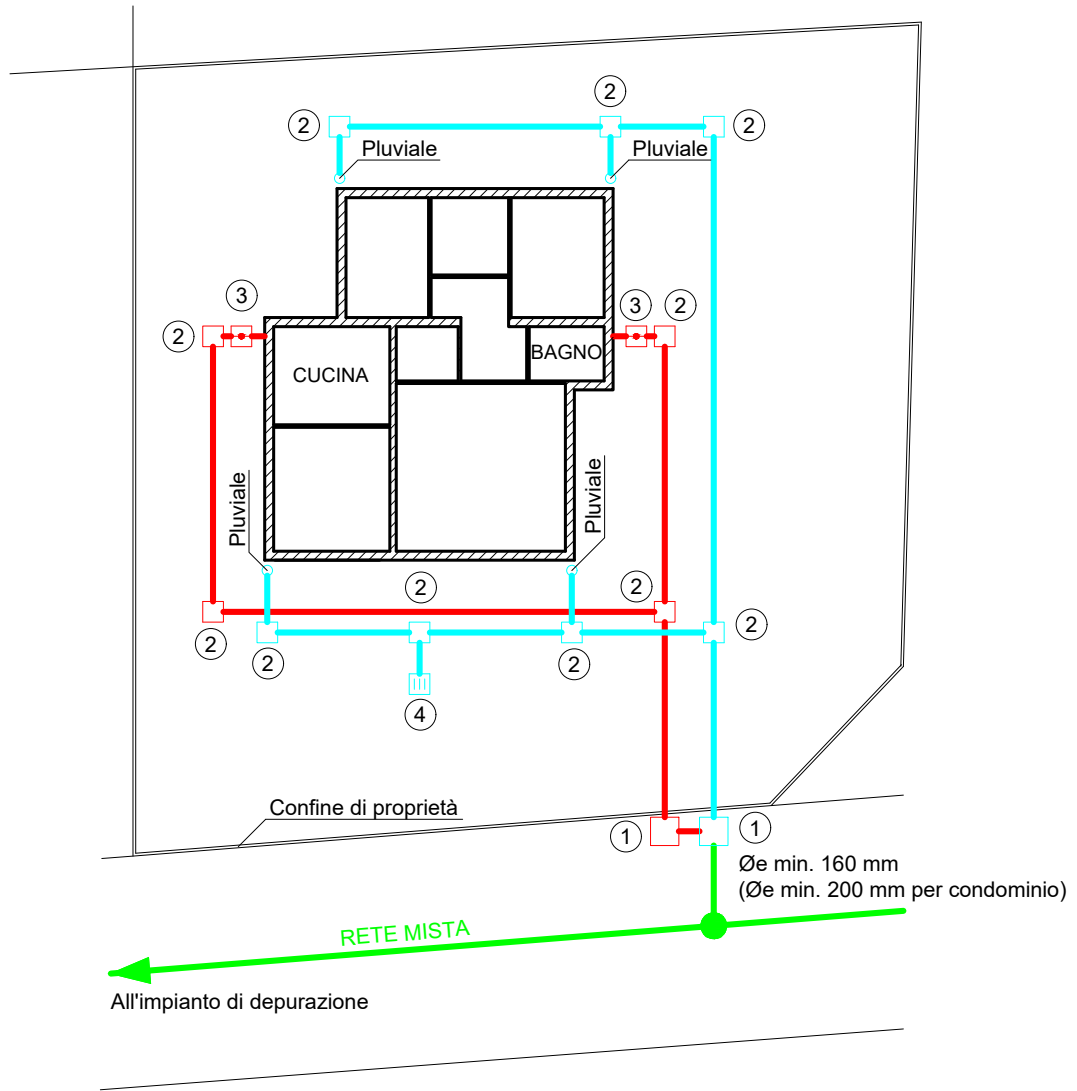 2
2
2
Pluviale
Pluviale
3
3
2
2
BAGNO
CUCINA
Pluviale
Pluviale
2
2
2
2
2
2
4
Confine di proprietà
1
1
Øe min. 160 mm
(Øe min. 200 mm per condominio)
RETE MISTA
All'impianto di depurazione